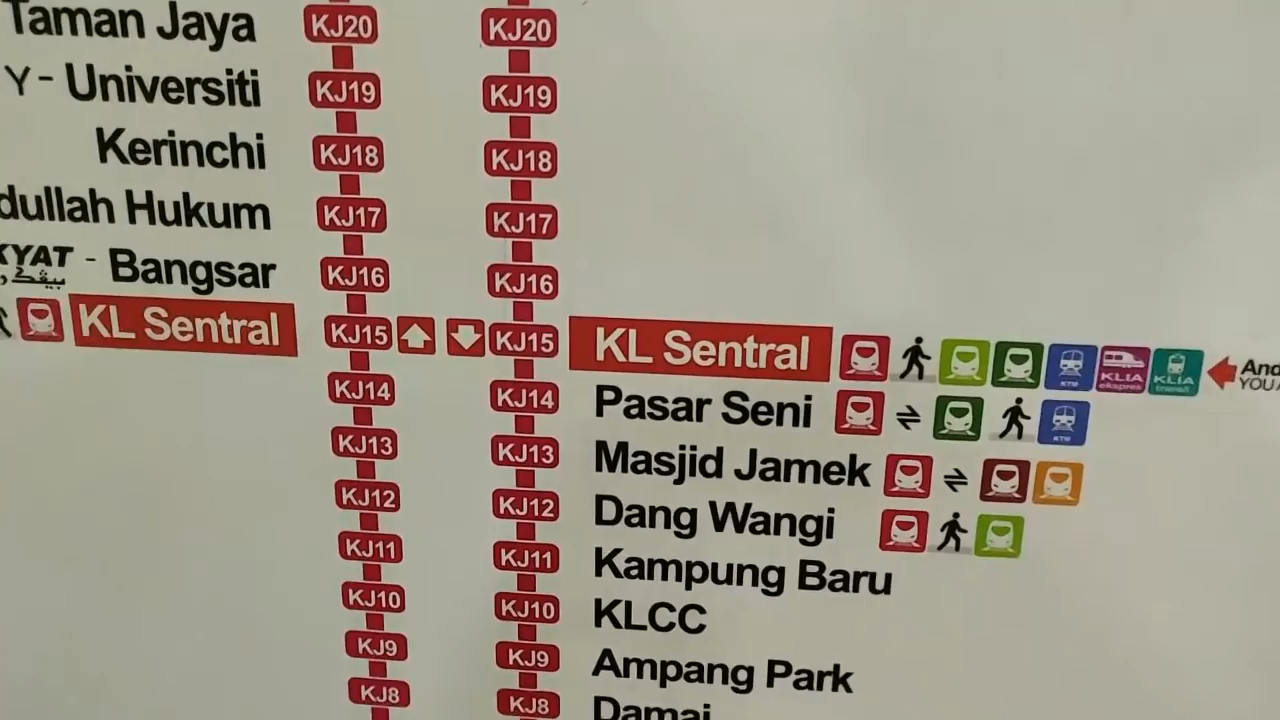 Taman Jaya KJ20 KJ20
Y - Universiti KJ19 KJ19
Kerinchi KJ18 KJ18
dullah Hukum KJ17 KJ17
KYAT - Bangsar KJ16 KJ16
KL Sentral KJ15 KJ15 KL Sentral KTM KLIA ekspres KLIA transit
Pasar Seni KTM
KJ14 KJ14
KJ13 KJ13 Masjid Jamek
KJ12 KJ12 Dang Wangi
KJ11 KJ11 Kampung Baru
KJ10 KJ10 KLCC
KJ9 KJ9 Ampang Park
KJ8 KJ8 Damai